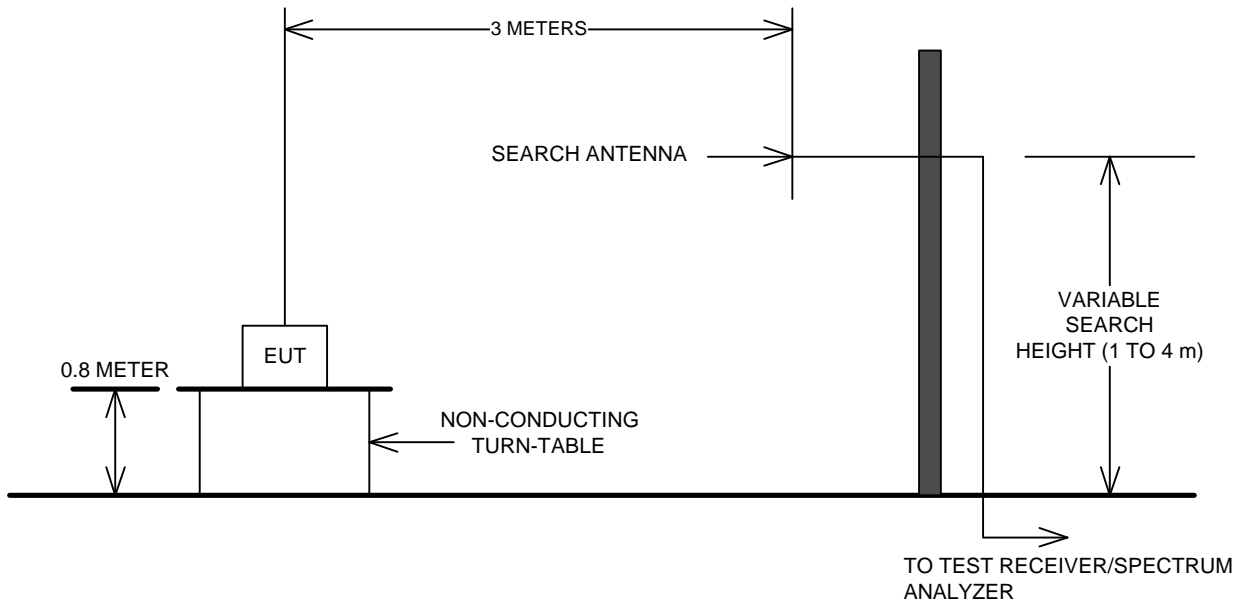 3 METERS
SEARCH ANTENNA
VARIABLE
SEARCH
HEIGHT (1 TO 4 m)
EUT
0.8 METER
NON-CONDUCTING
TURN-TABLE
TO TEST RECEIVER/SPECTRUM
ANALYZER